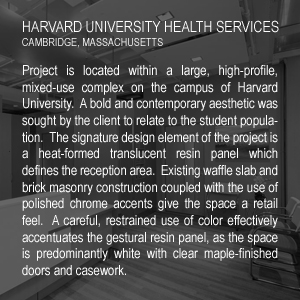 HARVARD UNIVERSITY HEALTH SERVICES
CAMBRIDGE, MASSACHUSETTS
Project is located within a large, high-profile,
mixed-use complex on the campus of Harvard
University.  A bold and contemporary aesthetic was
sought by the client to relate to the student popula-
tion.  The signature design element of the project is
a heat-formed translucent resin panel which
defines the reception area.  Existing waffle slab and
brick masonry construction coupled with the use of
polished chrome accents give the space a retail
feel.  A careful, restrained use of color effectively
accentuates the gestural resin panel, as the space
is predominantly white with clear maple-finished
doors and casework.